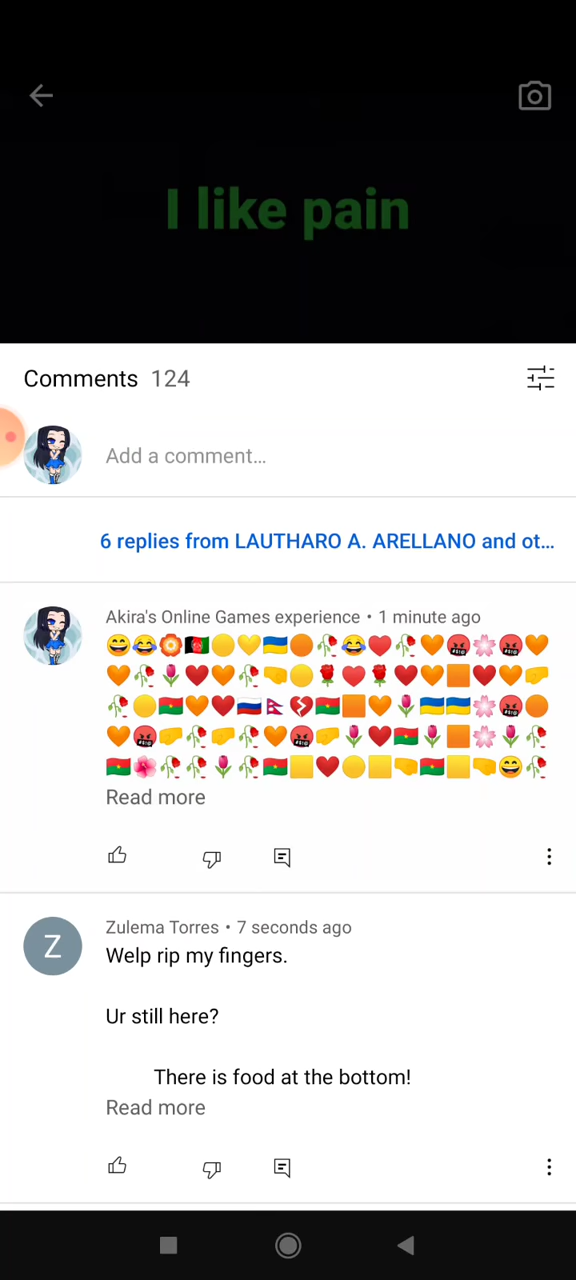 I like pain
Comments 124
Add a comment...
6 replies from LAUTHARO A. ARELLANO and ot...
Akira's Online Games experience • 1 minute ago
😄😂🏵️🇦🇫🟡💛🇺🇦🟠🥀😂♥️🥀🧡🤬🌸🤬🧡
🧡🥀🌷❤️🧡🥀🤜🟡🌹♥️🌹❤️🧡🟧❤️🧡🤛
🥀🟡🇧🇫🧡❤️🇷🇺🇳🇵💔🇧🇫🟧🧡🌷🇺🇦🇺🇦🌸🤬🟠
🧡🤬🤛🥀🤛🥀🧡🤬🤛🌷❤️🇧🇫🌷🟧🌸🌷🥀
🇧🇫🌺🥀🥀🌷🥀🇧🇫🟨❤️🟡🟨🤜🇧🇫🟨🤜😄🥀
Read more
Z
Zulema Torres • 7 seconds ago
Welp rip my fingers.
Ur still here?
There is food at the bottom!
Read more